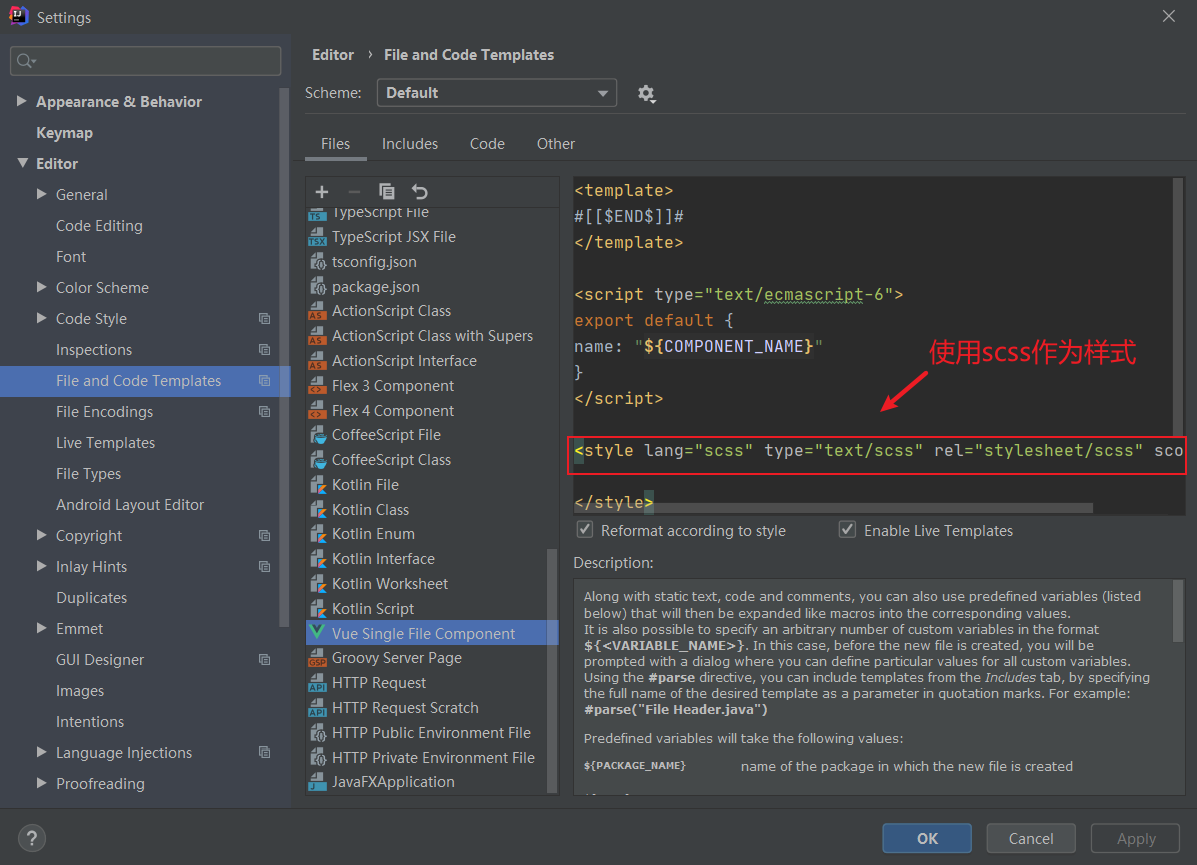 Settings
Editor › File and Code Templates
Scheme: Default
Files Includes Code Other
Appearance & Behavior
Keymap
Editor
General
Code Editing
Font
Color Scheme
Code Style
Inspections
File and Code Templates
File Encodings
Live Templates
File Types
Android Layout Editor
Copyright
Inlay Hints
Duplicates
Emmet
GUI Designer
Images
Intentions
Language Injections
Proofreading
TypeScript File
TypeScript JSX File
tsconfig.json
package.json
ActionScript Class
ActionScript Class with Supers
ActionScript Interface
Flex 3 Component
Flex 4 Component
CoffeeScript File
CoffeeScript Class
Kotlin File
Kotlin Class
Kotlin Enum
Kotlin Interface
Kotlin Worksheet
Kotlin Script
Vue Single File Component
Groovy Server Page
HTTP Request
HTTP Request Scratch
HTTP Public Environment File
HTTP Private Environment File
JavaFXApplication
<template>
#[[$END$]]#
</template>
<script type="text/ecmascript-6">
export default {
name: "${COMPONENT_NAME}"
}
</script>
使用scss作为样式
<style lang="scss" type="text/scss" rel="stylesheet/scss" sco
</style>
Reformat according to style Enable Live Templates
Description:
Along with static text, code and comments, you can also use predefined variables (listed
below) that will then be expanded like macros into the corresponding values.
It is also possible to specify an arbitrary number of custom variables in the format
${<VARIABLE_NAME>}. In this case, before the new file is created, you will be
prompted with a dialog where you can define particular values for all custom variables.
Using the #parse directive, you can include templates from the Includes tab, by specifying
the full name of the desired template as a parameter in quotation marks. For example:
#parse("File Header.java")
Predefined variables will take the following values:
${PACKAGE_NAME} name of the package in which the new file is created
? OK Cancel Apply